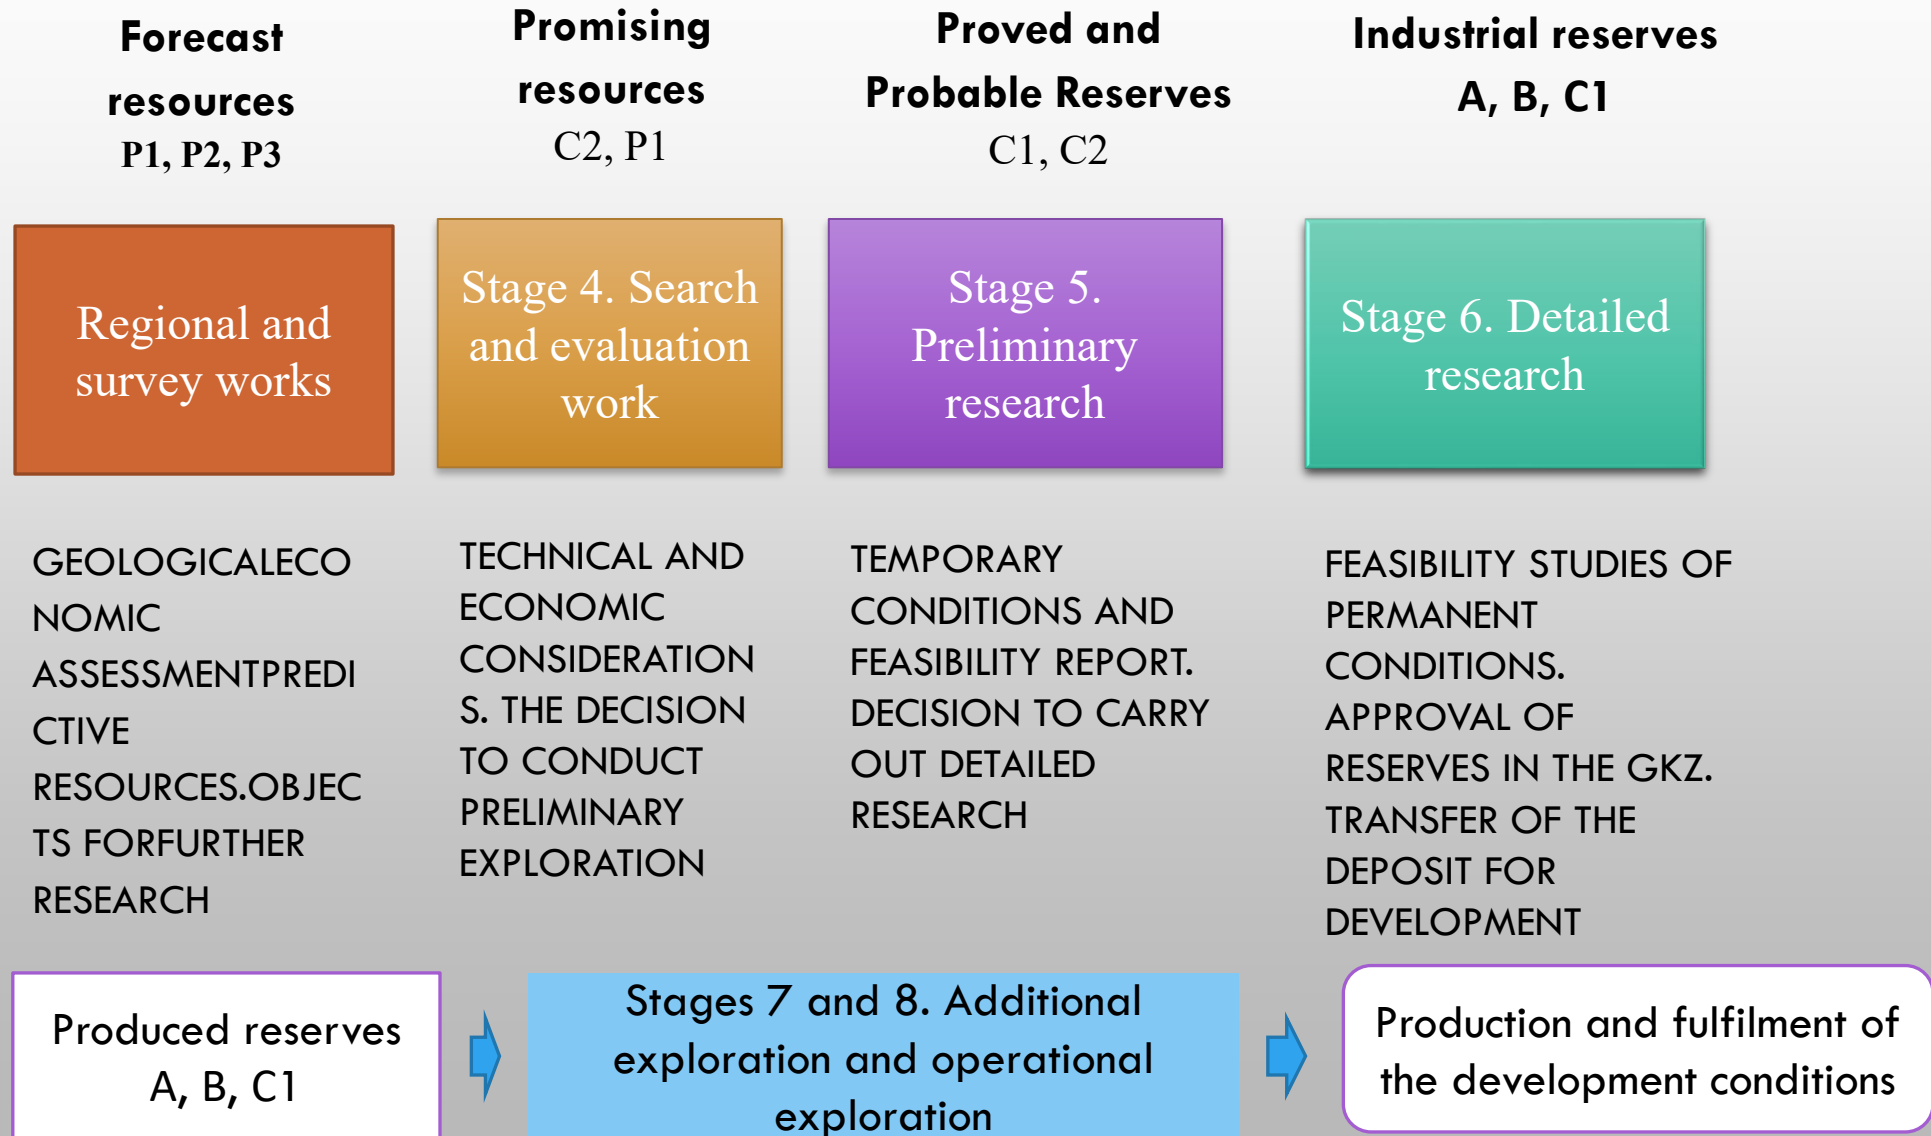 Forecast
resources
P1, P2, P3
Promising
resources
C2, P1
Proved and
Probable Reserves
C1, C2
Industrial reserves
A, B, C1
Regional and
survey works
Stage 4. Search
and evaluation
work
Stage 5.
Preliminary
research
Stage 6. Detailed
research
GEOLOGICALECO
NOMIC
ASSESSMENTPREDI
CTIVE
RESOURCES.OBJEC
TS FORFURTHER
RESEARCH
TECHNICAL AND
ECONOMIC
CONSIDERATION
S. THE DECISION
TO CONDUCT
PRELIMINARY
EXPLORATION
TEMPORARY
CONDITIONS AND
FEASIBILITY REPORT.
DECISION TO CARRY
OUT DETAILED
RESEARCH
FEASIBILITY STUDIES OF
PERMANENT
CONDITIONS.
APPROVAL OF
RESERVES IN THE GKZ.
TRANSFER OF THE
DEPOSIT FOR
DEVELOPMENT
Produced reserves
A, B, C1
Stages 7 and 8. Additional
exploration and operational
exploration
Production and fulfilment of
the development conditions